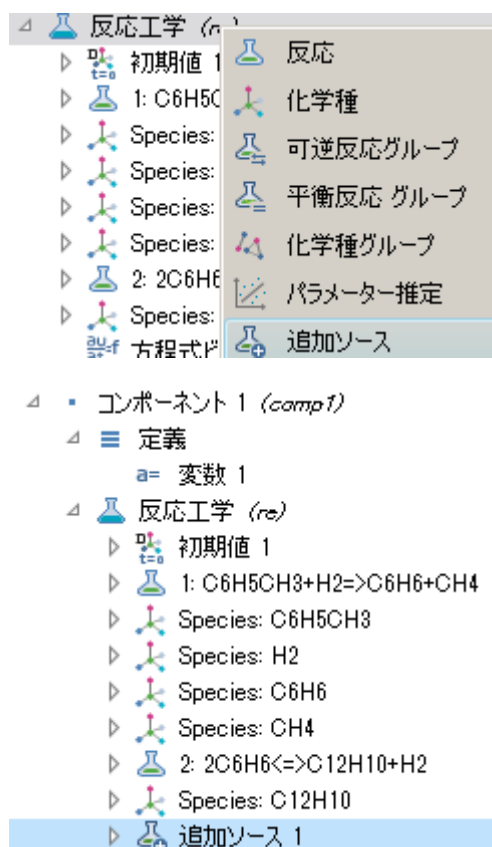 反応工学 (re)
初期値 1
1: C6H5C
Species:
Species:
Species:
Species:
2: 2C6H6
Species:
方程式ビ
反応
化学種
可逆反応グループ
平衡反応 グループ
化学種グループ
パラメーター推定
追加ソース
コンポーネント 1 (comp1)
定義
a= 変数 1
反応工学 (re)
初期値 1
1: C6H5CH3+H2=>C6H6+CH4
Species: C6H5CH3
Species: H2
Species: C6H6
Species: CH4
2: 2C6H6<=>C12H10+H2
Species: C12H10
追加ソース 1